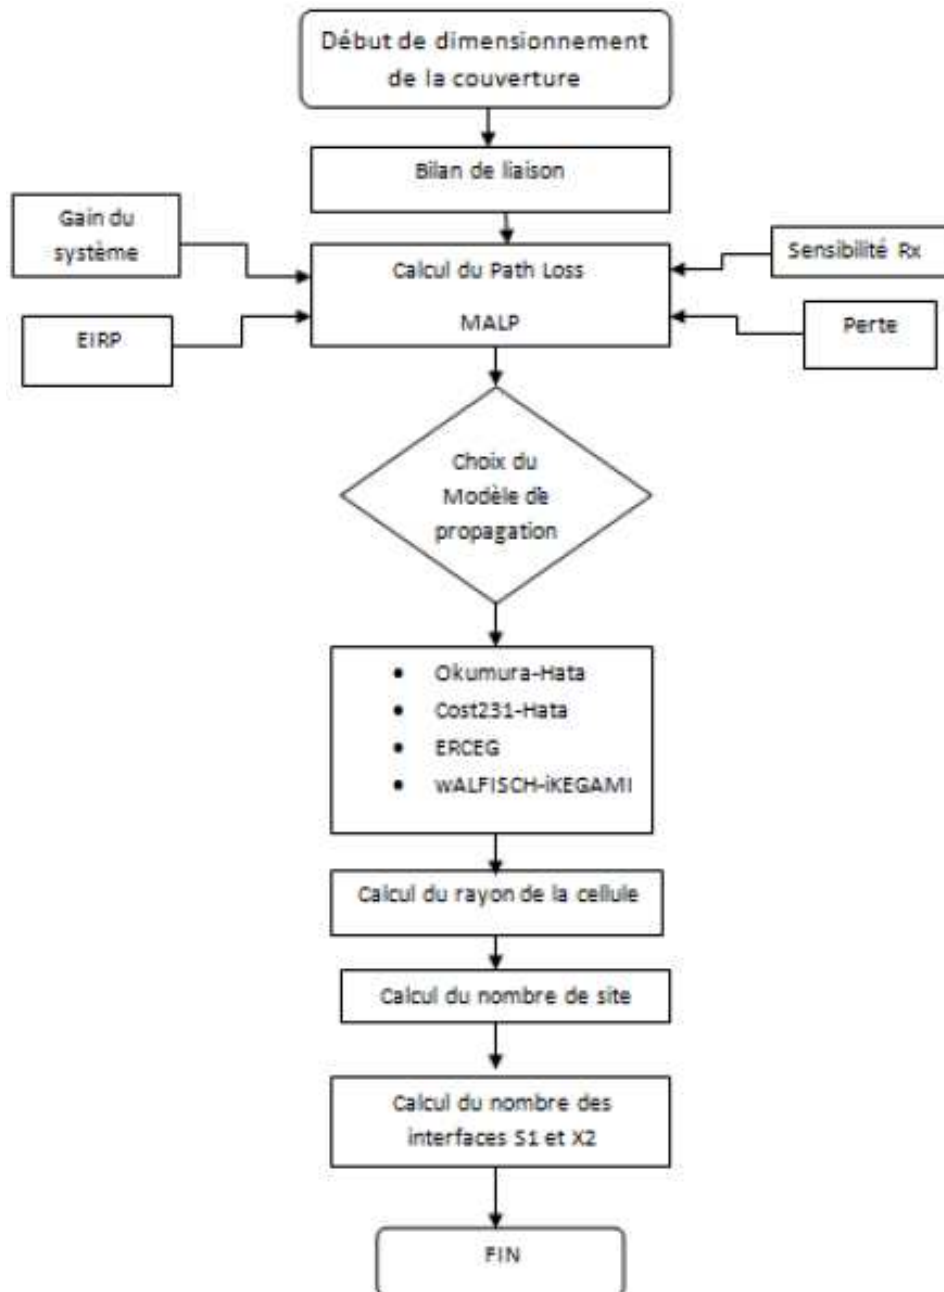 Début de dimensionnement
de la couverture
Bilan de liaison
Gain du
système
Calcul du Path Loss
MALP
Sensibilité Rx
EIRP
Perte
Choix du
Modèle de
propagation
• Okumura-Hata
• Cost231-Hata
• ERCEG
• wALFISCH-iKEGAMI
Calcul du rayon de la cellule
Calcul du nombre de site
Calcul du nombre des
interfaces S1 et X2
FIN